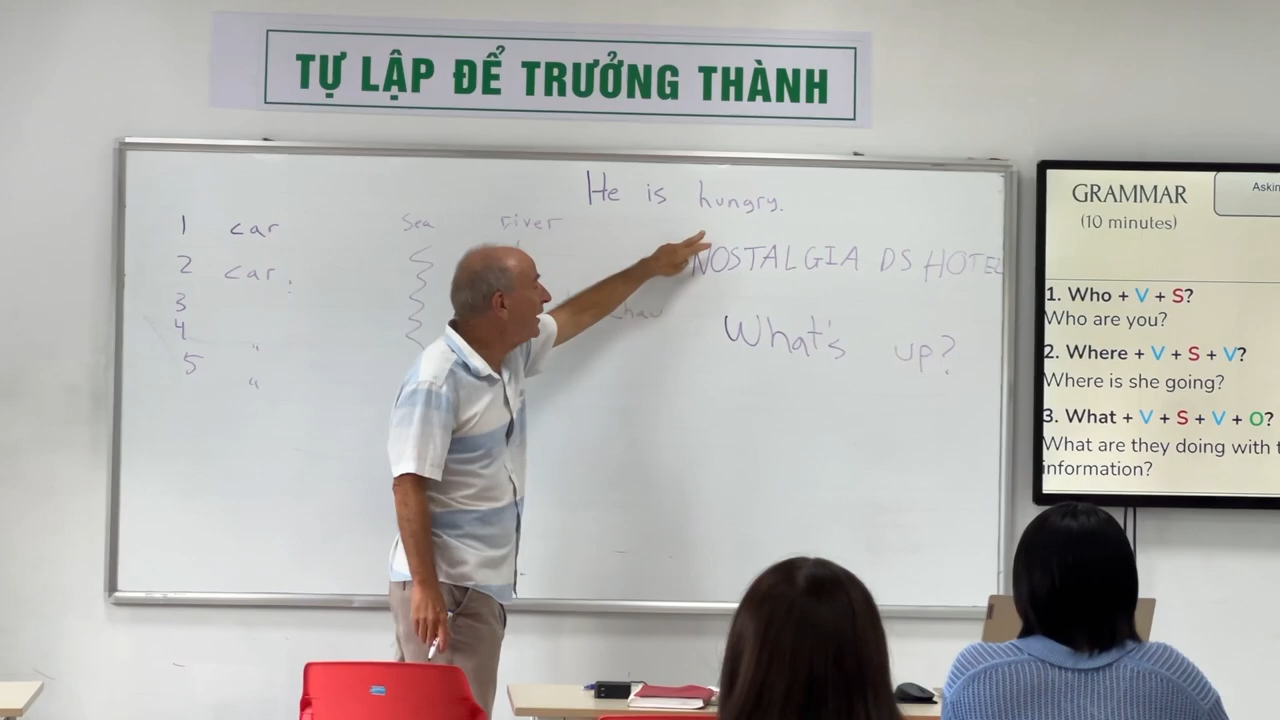 TỰ LẬP ĐỂ TRƯỞNG THÀNH
He is hungry.
1 car
sea river
2 car
3
4 "
5 "
NOSTALGIA DS HOTEL
What's up?
GRAMMAR
(10 minutes)
1. Who + V + S?
Who are you?
2. Where + V + S + V?
Where is she going?
3. What + V + S + V + O?
What are they doing with
information?